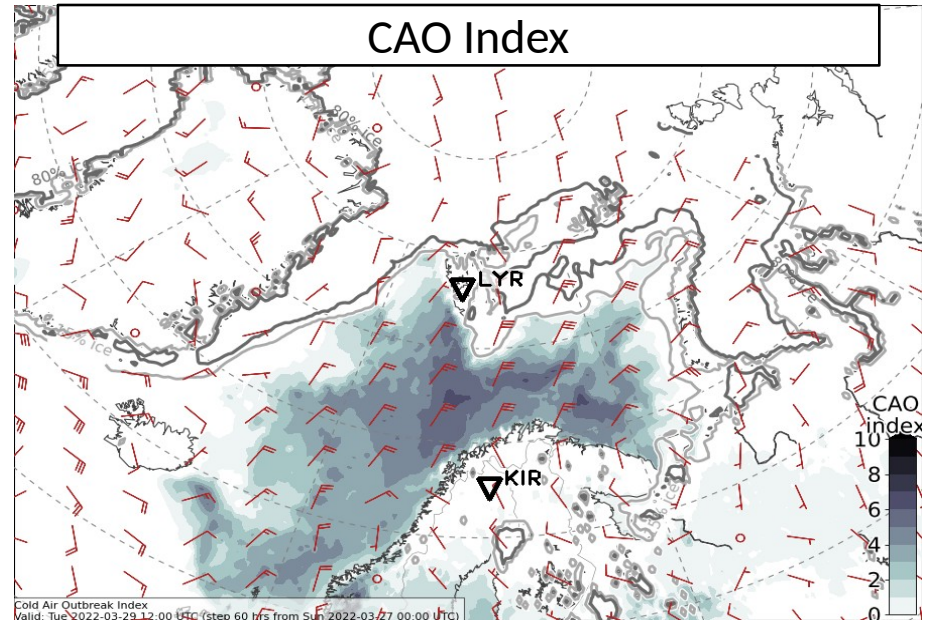 CAO Index
80% Ice
80% Ice
LYR
CAO
index
10
8
6
4
2
0
KIR
Cold Air Outbreak Index
Valid: Tue 2022-03-29 12:00 UTC (step 60 hrs from Sun 2022-03-27 00:00 UTC)